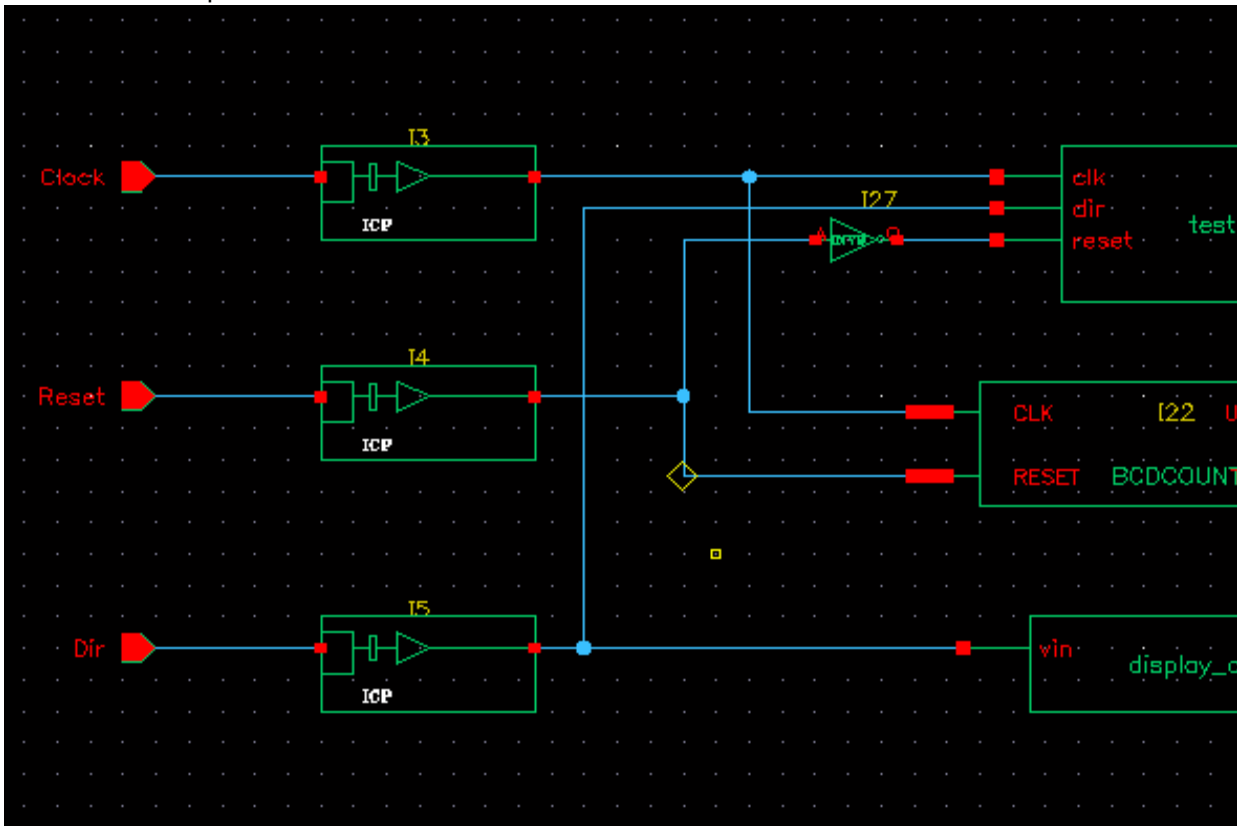 I3
Clock
ICP
clk
I27
dir
test
A
Q
reset
I4
Reset
ICP
CLK
I22
U
RESET
BCDCOUNT
I5
Dir
ICP
vin
display_c